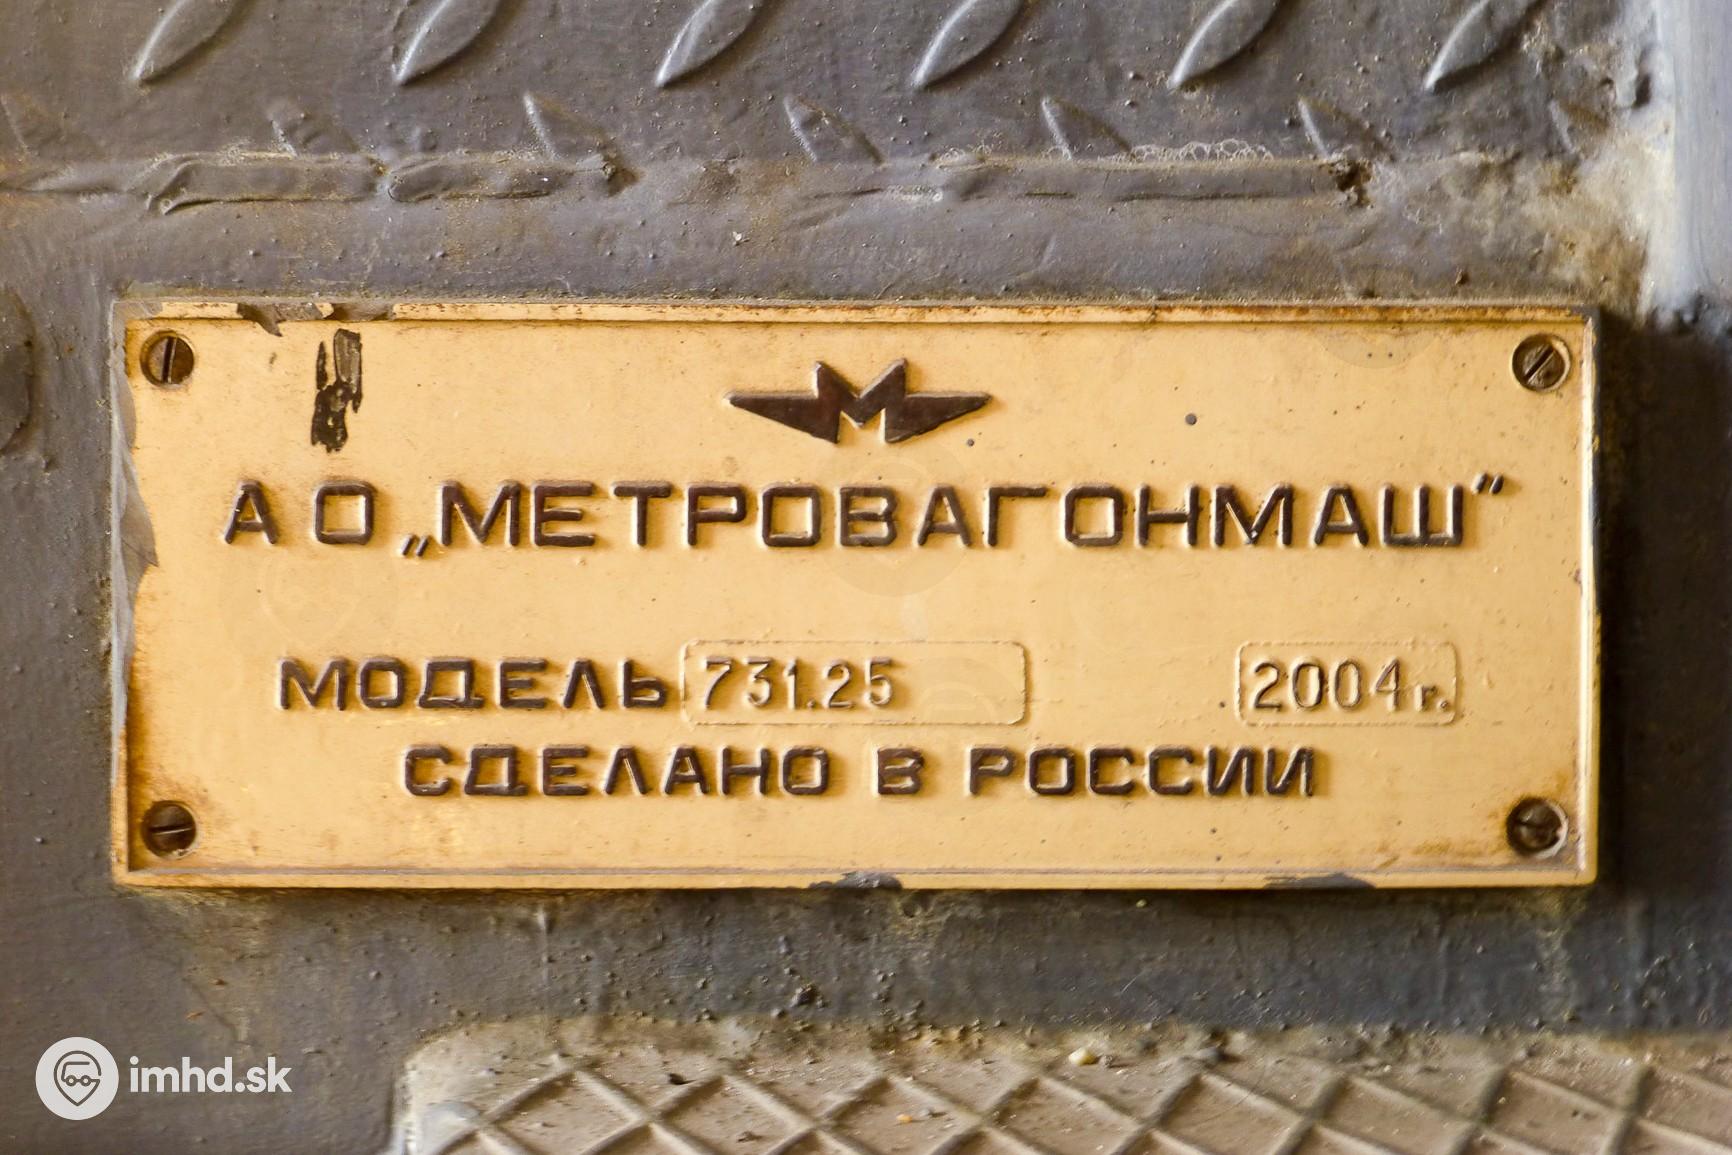 М
АО „МЕТРОВАГОНМАШ“
МОДЕЛЬ 731.25 2004 г.
СДЕЛАНО В РОССИИ
imhd.sk